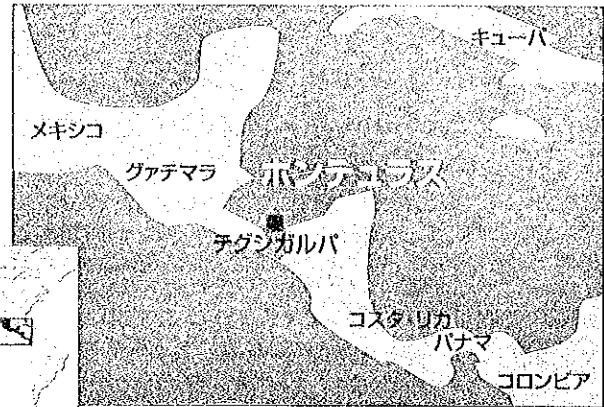 キューバ
メキシコ
グァテマラ
ホンデュラス
テグシガルパ
コスタ・リカ
パナマ
コロンビア